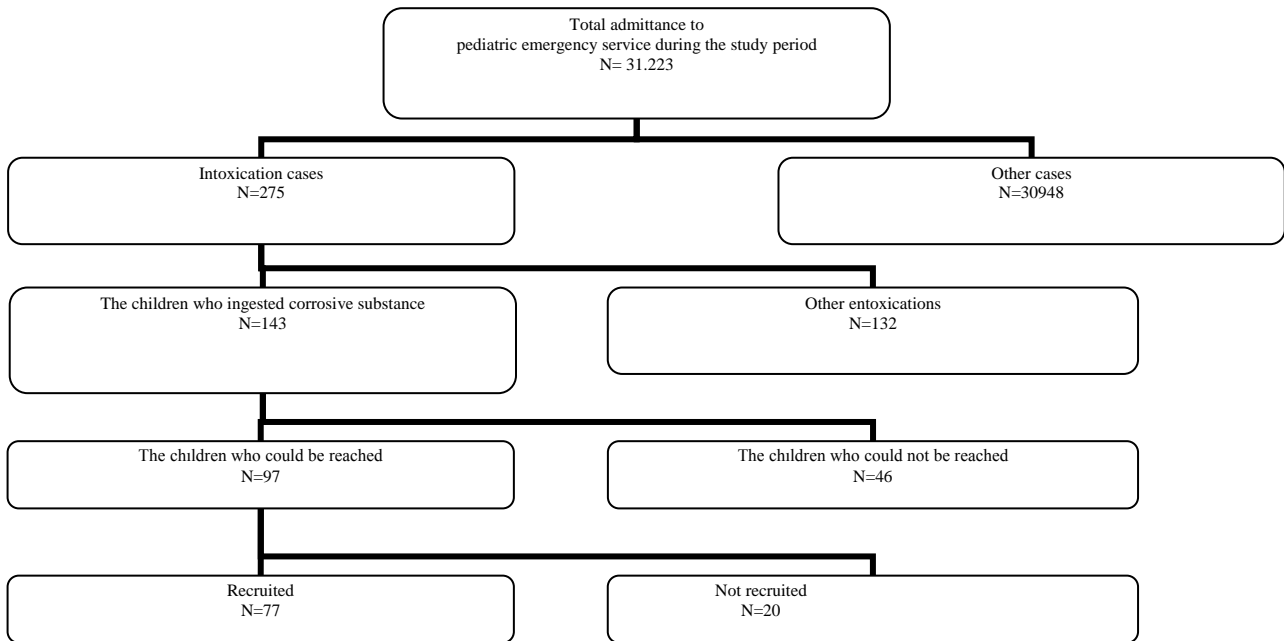 Total admittance to
pediatric emergency service during the study period
N= 31.223
Intoxication cases
N=275
Other cases
N=30948
The children who ingested corrosive substance
N=143
Other entoxications
N=132
The chıldren who could be reached
N=97
The chıldren who could not be reached
N=46
Recruited
N=77
Not recruited
N=20